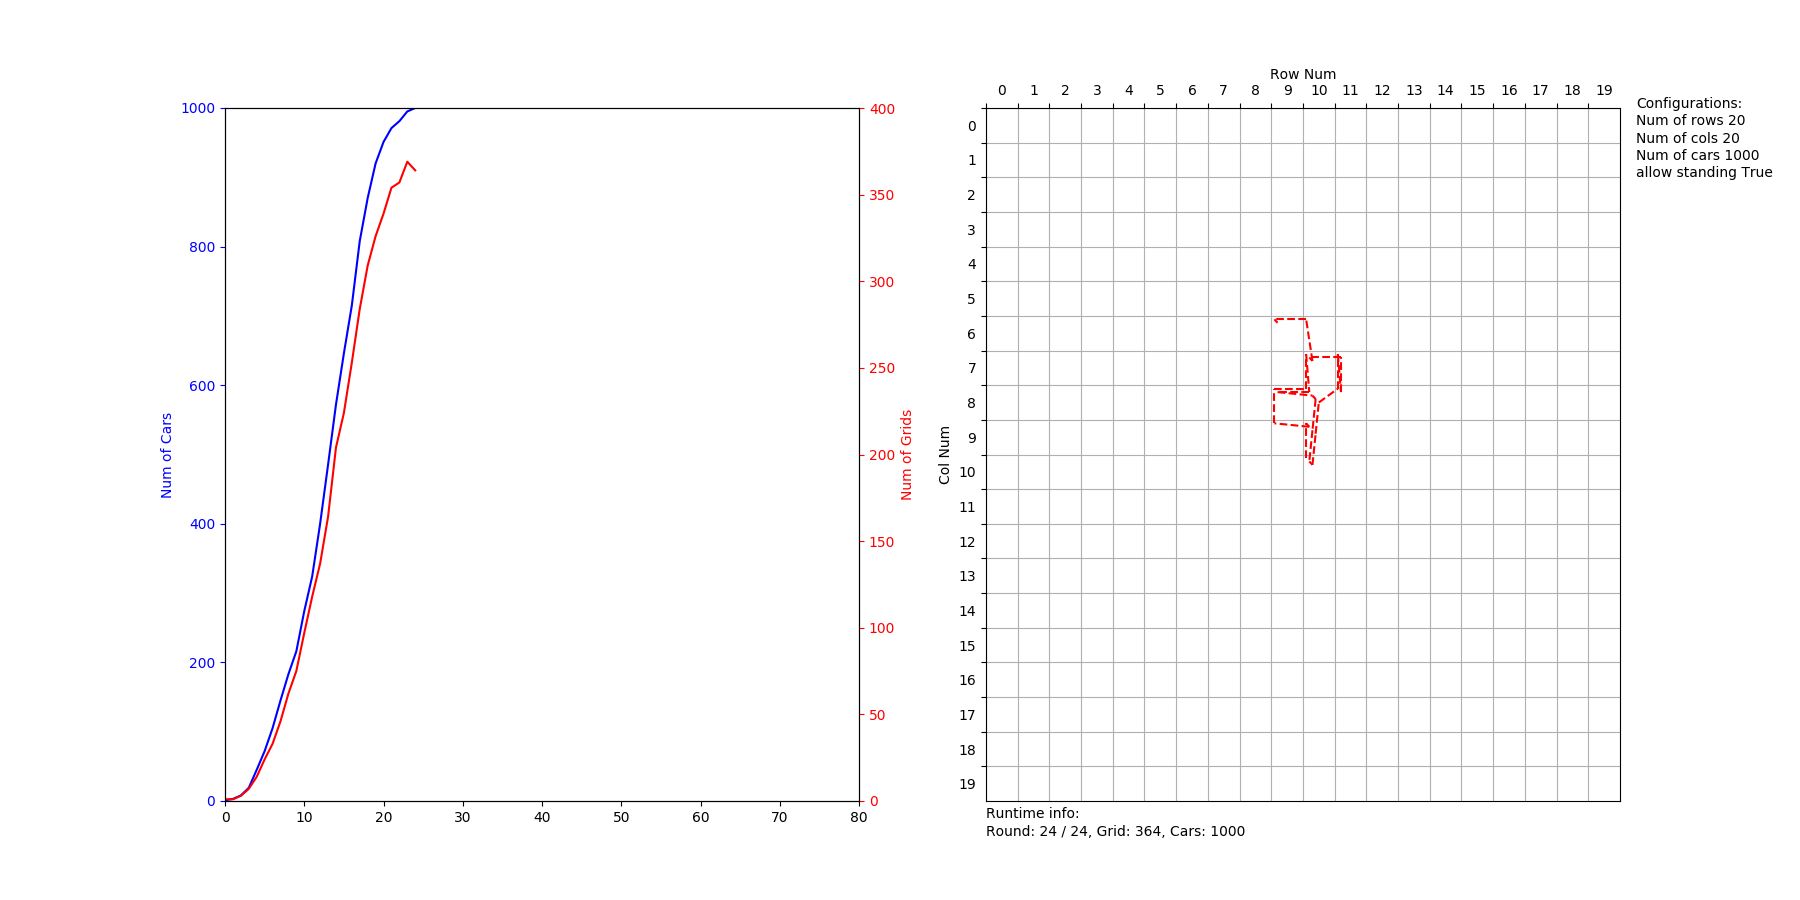 Row Num
0 1 2 3 4 5 6 7 8 9 10 11 12 13 14 15 16 17 18 19
Configurations:
Num of rows 20
Num of cols 20
Num of cars 1000
allow standing True
1000
800
600
400
200
0
Num of Cars
0 10 20 30 40 50 60 70 80
400
350
300
250
200
150
100
50
0
Num of Grids
Col Num
0
1
2
3
4
5
6
7
8
9
10
11
12
13
14
15
16
17
18
19
Runtime info:
Round: 24 / 24, Grid: 364, Cars: 1000